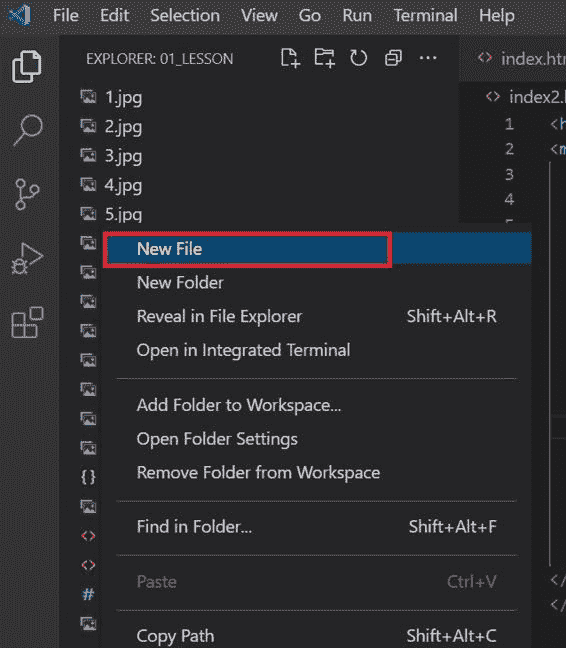 File Edit Selection View Go Run Terminal Help
EXPLORER: 01_LESSON
1.jpg
2.jpg
3.jpg
4.jpg
5.jpg
New File
New Folder
Reveal in File Explorer Shift+Alt+R
Open in Integrated Terminal
Add Folder to Workspace...
Open Folder Settings
Remove Folder from Workspace
Find in Folder... Shift+Alt+F
Paste Ctrl+V
Copy Path Shift+Alt+C
{}
<>
<>
#
<> index.ht
<> index2.
1 <h
2 <m
3
4
</
</